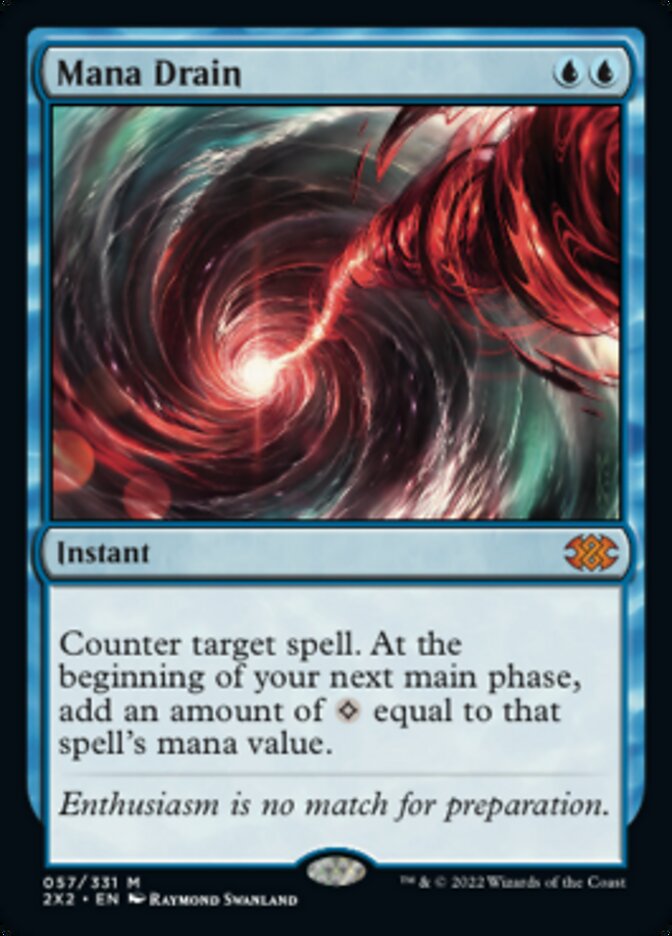 Mana Drain
Instant
Counter target spell. At the
beginning of your next main phase,
add an amount of equal to that
spell's mana value.
Enthusiasm is no match for preparation.
057/331 M
2X2 • EN Raymond Swanland
™ & © 2022 Wizards of the Coast